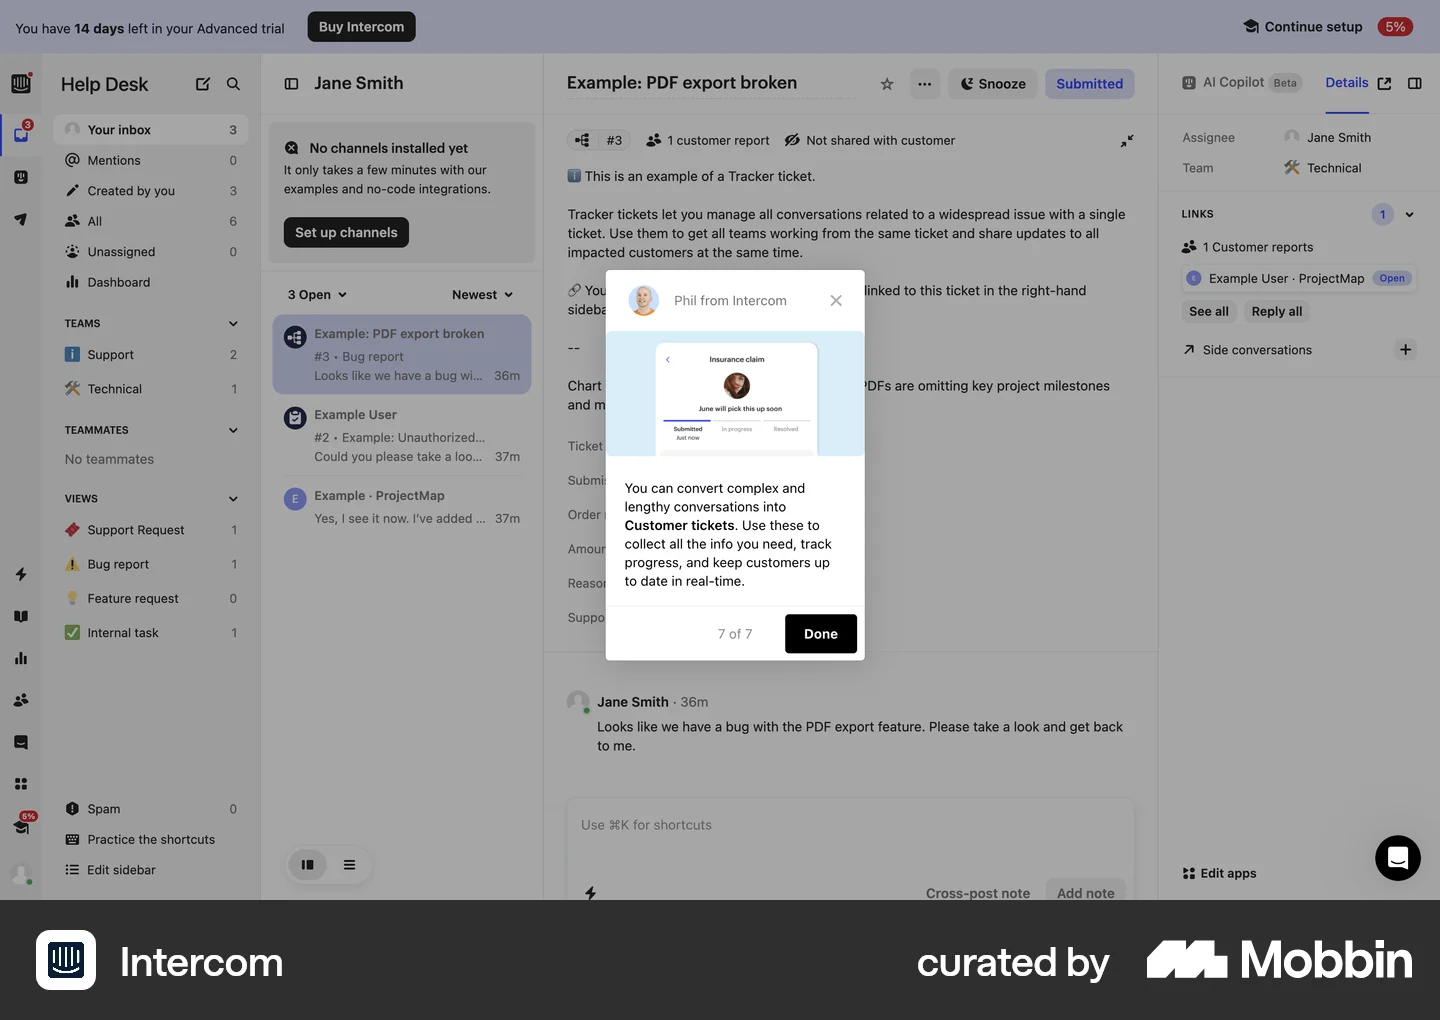 You have 14 days left in your Advanced trial
Buy Intercom
Continue setup
5%
Help Desk
3
Your inbox 3
Mentions 0
Created by you 3
All 6
Unassigned 0
Dashboard
TEAMS
Support 2
Technical 1
TEAMMATES
No teammates
VIEWS
Support Request 1
Bug report 1
Feature request 0
Internal task 1
Spam 0
5%
Practice the shortcuts
Edit sidebar
Jane Smith
No channels installed yet
It only takes a few minutes with our
examples and no-code integrations.
Set up channels
3 Open
Newest
Example: PDF export broken
#3 • Bug report
Looks like we have a bug wi... 36m
Example User
#2 • Example: Unauthorized...
Could you please take a loo... 37m
E
Example · ProjectMap
Yes, I see it now. I've added ... 37m
Example: PDF export broken
Snooze
Submitted
#3
1 customer report
Not shared with customer
This is an example of a Tracker ticket.
Tracker tickets let you manage all conversations related to a widespread issue with a single
ticket. Use them to get all teams working from the same ticket and share updates to all
impacted customers at the same time.
You linked to this ticket in the right-hand
--
Chart PDFs are omitting key project milestones
and
Ticket
Order
Phil from Intercom
Insurance claim
June will pick this up soon
Submitted
In progress
Resolved
Just now
You can convert complex and
lengthy conversations into
Customer tickets. Use these to
collect all the info you need, track
progress, and keep customers up
to date in real-time.
7 of 7
Done
Jane Smith · 36m
Looks like we have a bug with the PDF export feature. Please take a look and get back
to me.
Use ⌘K for shortcuts
Cross-post note
Add note
AI Copilot
Beta
Details
Assignee
Jane Smith
Team
Technical
LINKS
1
1 Customer reports
E
Example User · ProjectMap
Open
See all
Reply all
Side conversations
Edit apps
Intercom
curated by
Mobbin